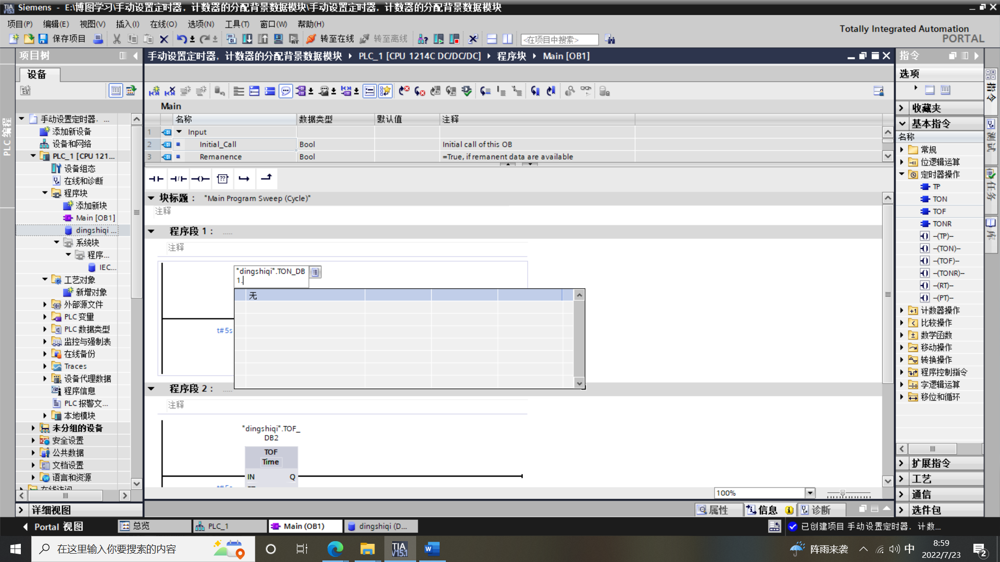 Siemens - E:\博图学习\手动设置定时器，计数器的分配背景数据模块\手动设置定时器，计数器的分配背景数据模块
项目(P) 编辑(E) 视图(V) 插入(I) 在线(O) 选项(N) 工具(T) 窗口(W) 帮助(H)
Totally Integrated Automation
PORTAL
保存项目 转至在线 转至离线 <在项目中搜索>
项目树
手动设置定时器，计数器的分配背景数据模块 PLC_1 [CPU 1214C DC/DC/DC] 程序块 Main [OB1]
指令
设备
选项
PLC 编程
手动设置定时器, ...
添加新设备
设备和网络
PLC_1 [CPU 121...
设备组态
在线和诊断
程序块
添加新块
Main [OB1]
dingshiqi ...
系统块
程序...
IEC...
工艺对象
新增对象
外部源文件
PLC 变量
PLC 数据类型
监控与强制表
在线备份
Traces
设备代理数据
程序信息
PLC 报警文...
本地模块
未分组的设备
安全设置
公共数据
文档设置
语言和资源
在线访问
详细视图
Main
名称 数据类型 默认值 注释
1 Input
2 Initial_Call Bool Initial call of this OB
3 Remanence Bool =True, if remanent data are available
??
块标题： "Main Program Sweep (Cycle)"
注释
程序段 1： .....
注释
"dingshiqi".TON_DB
1.
无
t#5s
程序段 2： .....
注释
"dingshiqi".TOF_
DB2
TOF
Time
IN Q
100%
属性 信息 诊断
收藏夹
基本指令
名称
常规
位逻辑运算
定时器操作
TP
TON
TOF
TONR
-(TP)-
-(TON)-
-(TOF)-
-(TONR)-
-(RT)-
-(PT)-
计数器操作
比较操作
数学函数
移动操作
转换操作
程序控制指令
字逻辑运算
移位和循环
扩展指令
工艺
通信
选件包
指令
测试
任务
库
Portal 视图 总览 PLC_1 Main (OB1) dingshiqi (D...
已创建项目 手动设置定时器，计数...
在这里输入你要搜索的内容
TIA
V15.1
阵雨来袭 中
8:59
2022/7/23
2